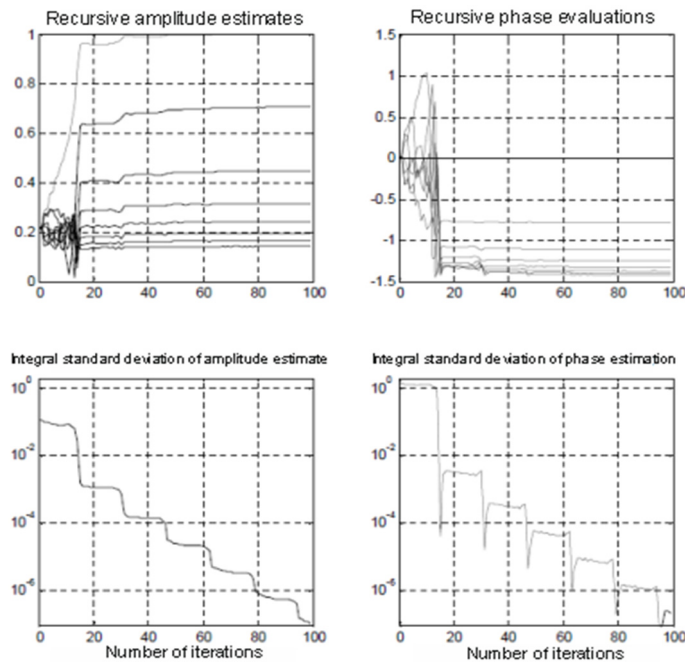 Recursive amplitude estimates
1
0.8
0.6
0.4
0.2
0
0 20 40 60 80 100
Recursive phase evaluations
1.5
1
0.5
0
-0.5
-1
-1.5
0 20 40 60 80 100
Integral standard deviation of amplitude estimate
10^0
10^-2
10^-4
10^-6
0 20 40 60 80 100
Number of iterations
Integral standard deviation of phase estimation
10^0
10^-2
10^-4
10^-6
0 20 40 60 80 100
Number of iterations